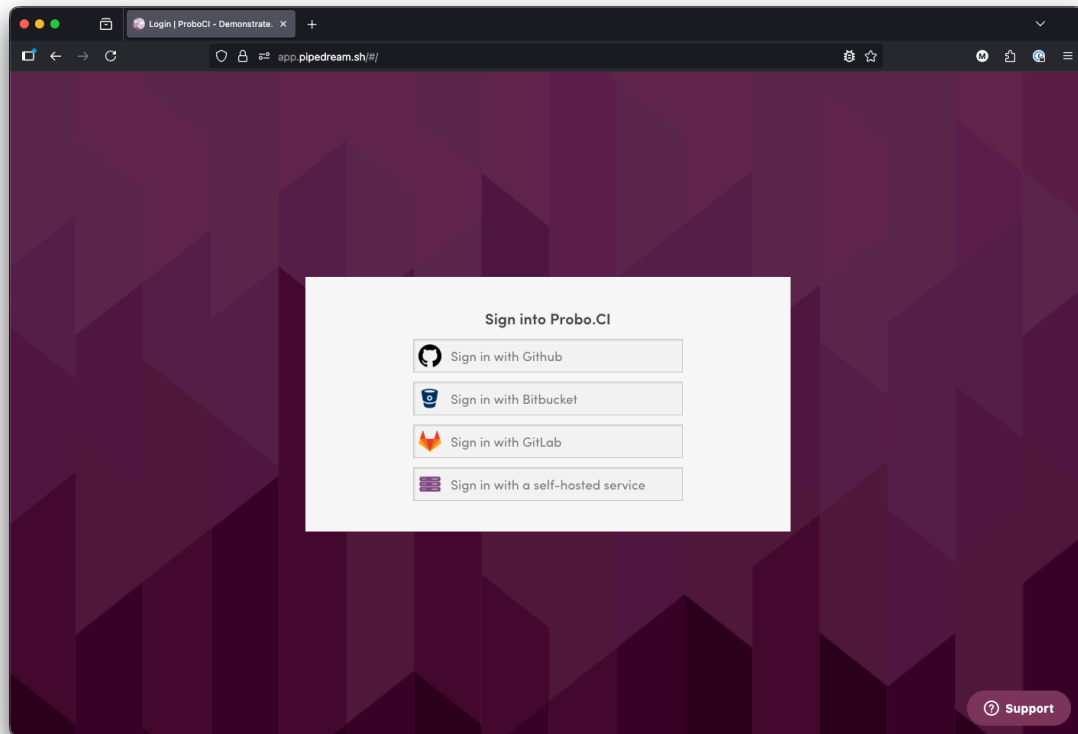 Login | ProboCI - Demonstrate.
app.pipedream.sh/#/
Sign into Probo.CI
Sign in with Github
Sign in with Bitbucket
Sign in with GitLab
Sign in with a self-hosted service
Support